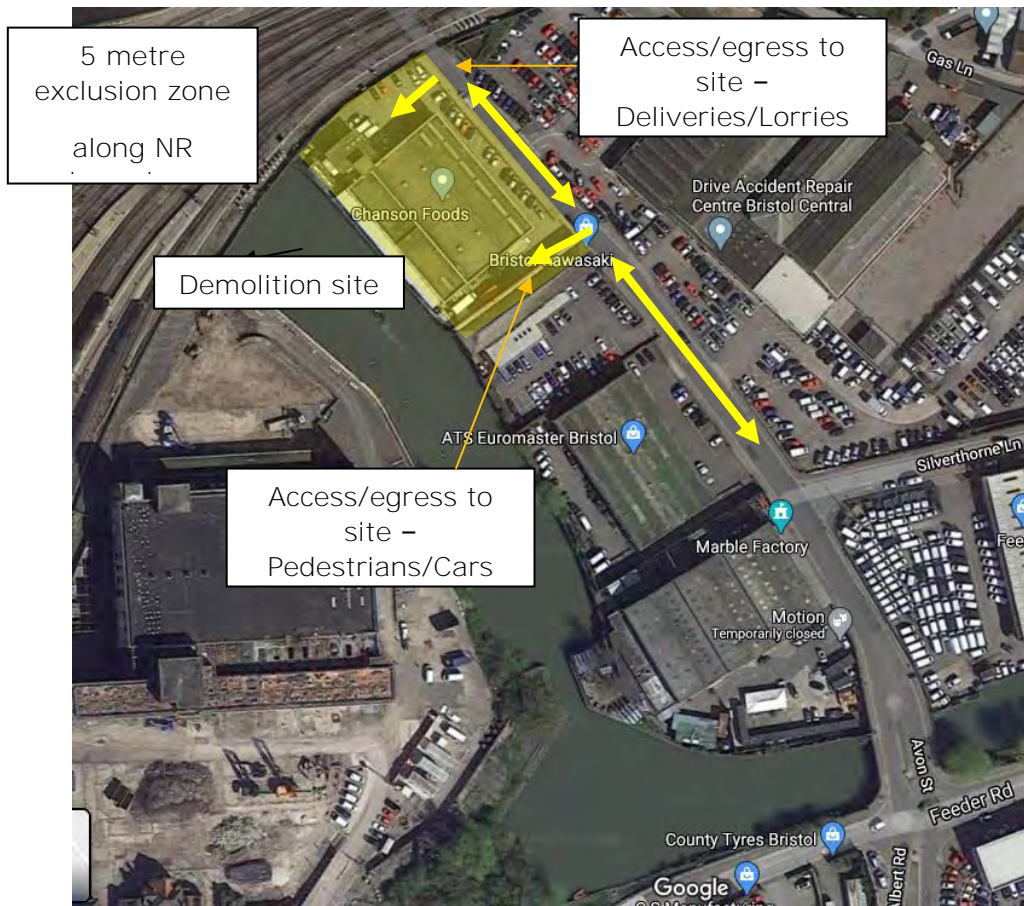 5 metre
exclusion zone
along NR
Access/egress to
site –
Deliveries/Lorries
Gas Ln
Drive Accident Repair
Centre Bristol Central
Chanson Foods
Bristol Kawasaki
Demolition site
ATS Euromaster Bristol
Silverthorne Ln
Access/egress to
site –
Pedestrians/Cars
Marble Factory
Fee
Motion
Temporarily closed
Avon St
Feeder Rd
County Tyres Bristol
Albert Rd
Google